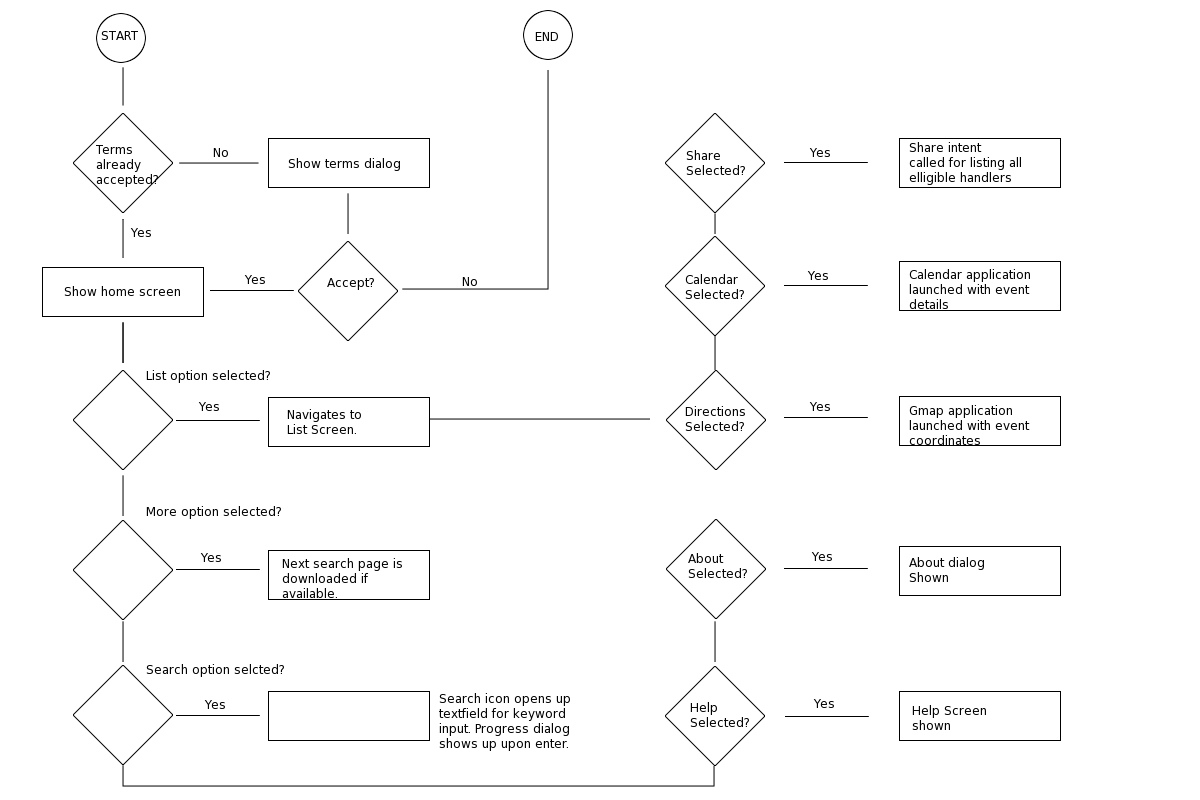 START
END
Terms
already
accepted?
No
Show terms dialog
Share
Selected?
Yes
Share intent
called for listing all
elligible handlers
Yes
Show home screen
Yes
Accept?
No
Calendar
Selected?
Yes
Calendar application
launched with event
details
List option selected?
Yes
Navigates to
List Screen.
Directions
Selected?
Yes
Gmap application
launched with event
coordinates
More option selected?
Yes
Next search page is
downloaded if
available.
About
Selected?
Yes
About dialog
Shown
Search option selcted?
Yes
Search icon opens up
textfield for keyword
input. Progress dialog
shows up upon enter.
Help
Selected?
Yes
Help Screen
shown